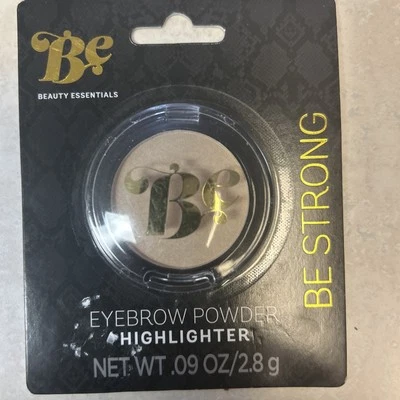 Be
BEAUTY ESSENTIALS
Be
BE STRONG
EYEBROW POWDER
HIGHLIGHTER
NET WT .09 OZ/2.8 g